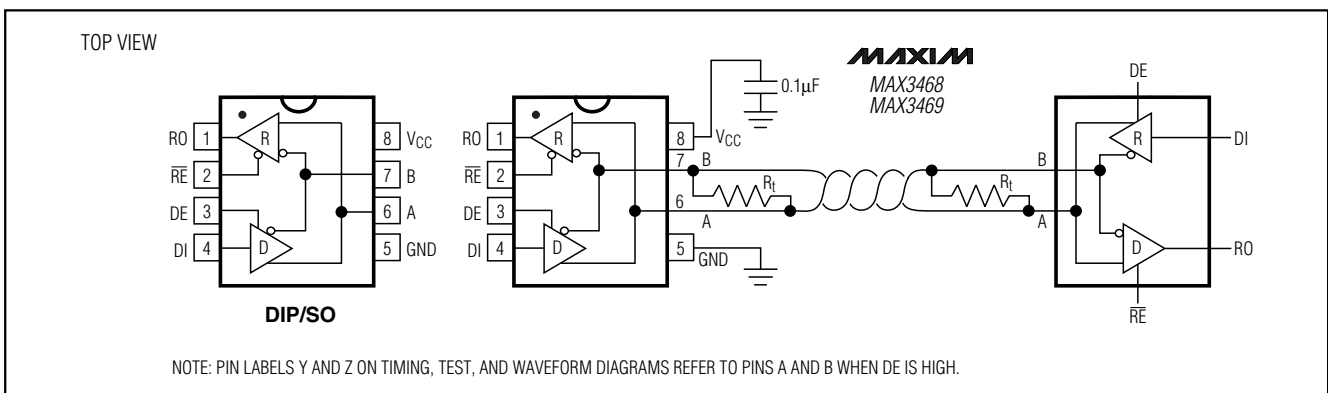 TOP VIEW
MAXIM
MAX3468
MAX3469
0.1µF
DE
RO 1
R
8 VCC
R̅E̅ 2
7 B
DE 3
6 A
DI 4
D
5 GND
DIP/SO
RO 1
R
8 VCC
R̅E̅ 2
7 B
DE 3
6 A
DI 4
D
5 GND
Rt
Rt
B
A
R
DI
D
RO
R̅E̅
NOTE: PIN LABELS Y AND Z ON TIMING, TEST, AND WAVEFORM DIAGRAMS REFER TO PINS A AND B WHEN DE IS HIGH.